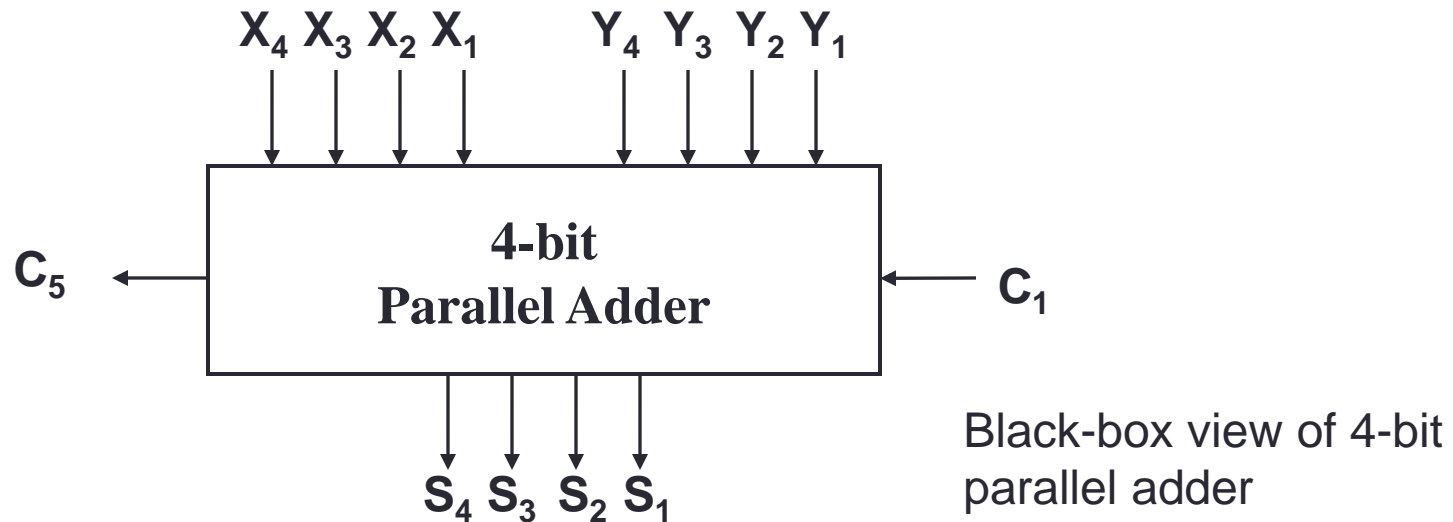 X₄ X₃ X₂ X₁ Y₄ Y₃ Y₂ Y₁
4-bit
Parallel Adder
C₅
C₁
S₄ S₃ S₂ S₁
Black-box view of 4-bit
parallel adder